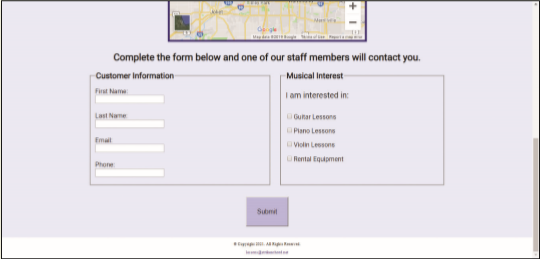 Google
Map data ©2019 Google Terms of Use Report a map error
Complete the form below and one of our staff members will contact you.
Customer Information
First Name:
Last Name:
Email:
Phone:
Musical Interest
I am interested in:
Guitar Lessons
Piano Lessons
Violin Lessons
Rental Equipment
Submit
© Copyright 2021. All Rights Reserved.